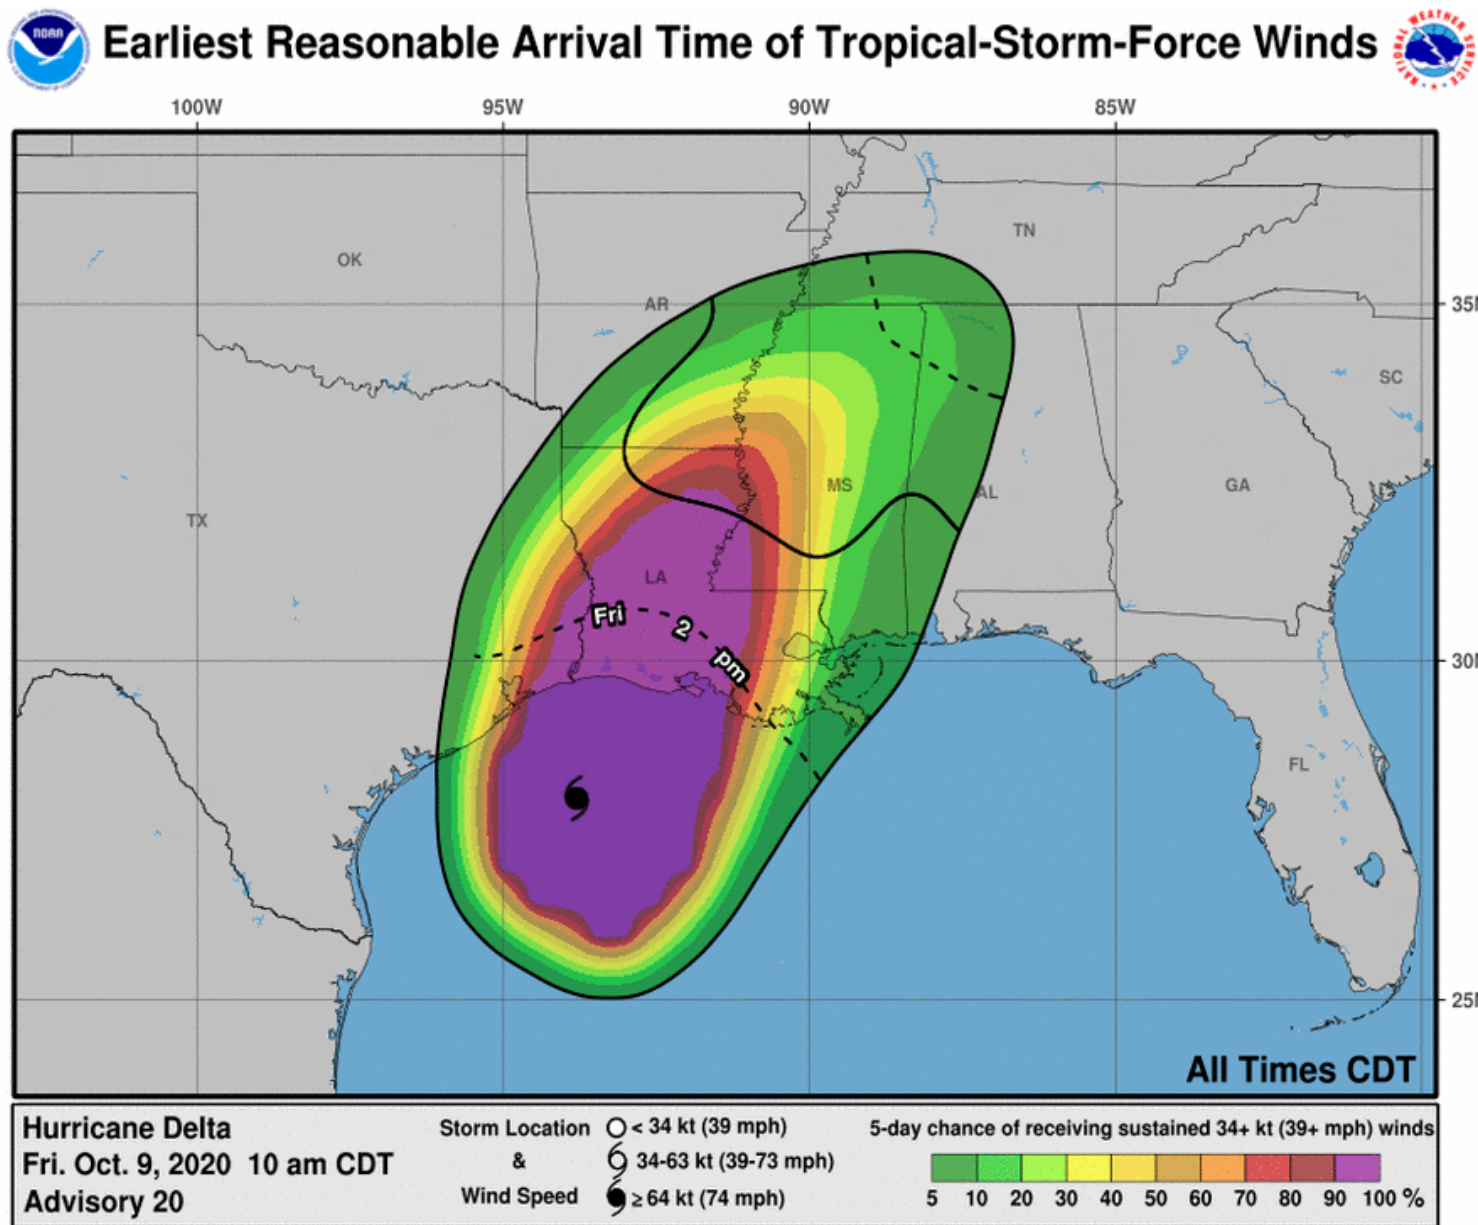 NOAA
Earliest Reasonable Arrival Time of Tropical-Storm-Force Winds
NATIONAL WEATHER SERVICE
100W 95W 90W 85W
TN
OK
AR
35N
SC
MS
AL
GA
TX
LA
Fri 2 pm
30N
FL
25N
All Times CDT
Hurricane Delta
Fri. Oct. 9, 2020 10 am CDT
Advisory 20
Storm Location
&
Wind Speed
< 34 kt (39 mph)
34-63 kt (39-73 mph)
≥ 64 kt (74 mph)
5-day chance of receiving sustained 34+ kt (39+ mph) winds
5 10 20 30 40 50 60 70 80 90 100 %